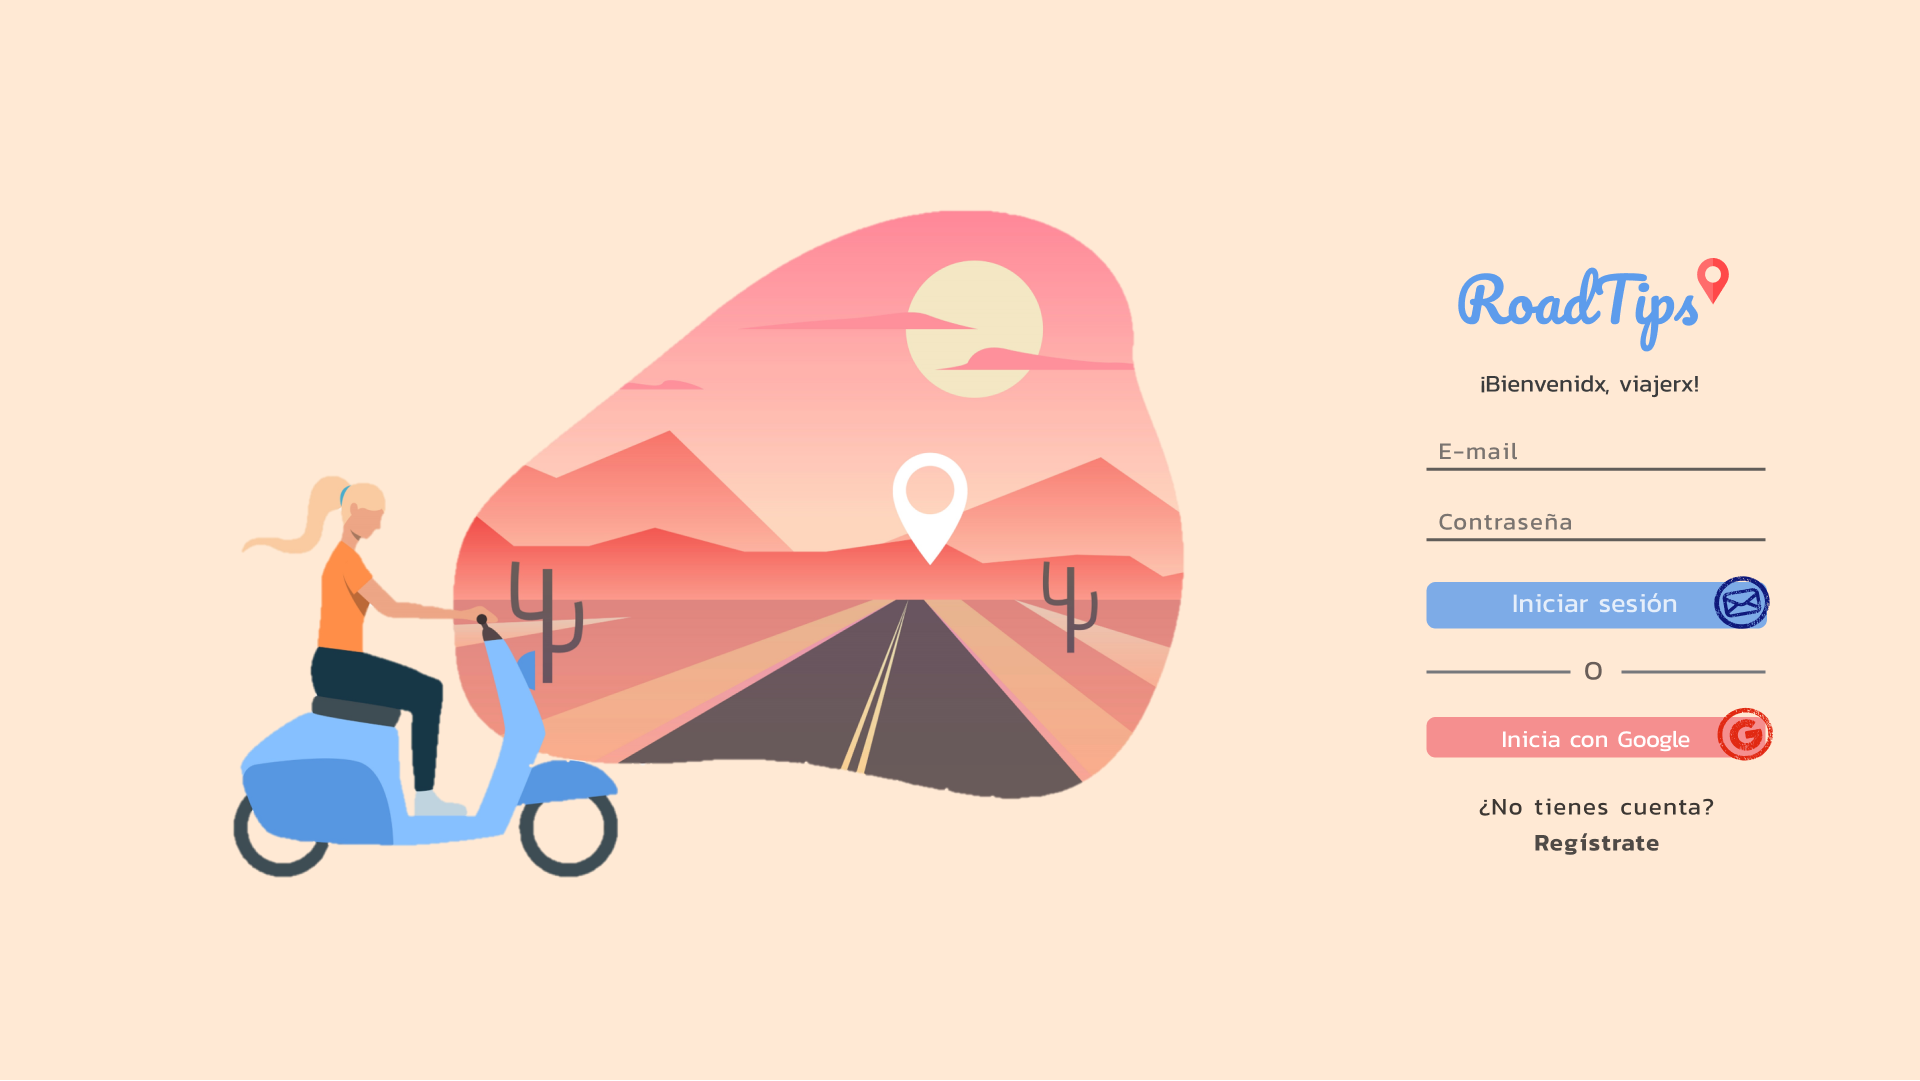 RoadTips
¡Bienvenidx, viajerx!
E-mail
Contraseña
Iniciar sesión
O
Inicia con Google
G
¿No tienes cuenta?
Regístrate